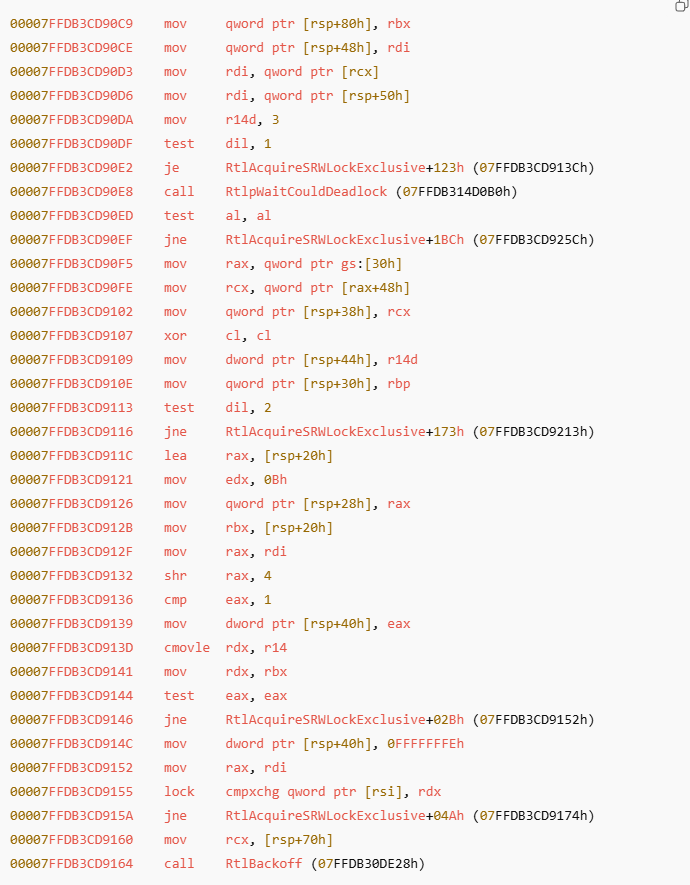 00007FFDB3CD90C9 mov qword ptr [rsp+80h], rbx
00007FFDB3CD90CE mov qword ptr [rsp+48h], rdi
00007FFDB3CD90D3 mov rdi, qword ptr [rcx]
00007FFDB3CD90D6 mov rdi, qword ptr [rsp+50h]
00007FFDB3CD90DA mov r14d, 3
00007FFDB3CD90DF test dil, 1
00007FFDB3CD90E2 je RtlAcquireSRWLockExclusive+123h (07FFDB3CD913Ch)
00007FFDB3CD90E8 call RtlpWaitCouldDeadlock (07FFDB314D0B0h)
00007FFDB3CD90ED test al, al
00007FFDB3CD90EF jne RtlAcquireSRWLockExclusive+1BCh (07FFDB3CD925Ch)
00007FFDB3CD90F5 mov rax, qword ptr gs:[30h]
00007FFDB3CD90FE mov rcx, qword ptr [rax+48h]
00007FFDB3CD9102 mov qword ptr [rsp+38h], rcx
00007FFDB3CD9107 xor cl, cl
00007FFDB3CD9109 mov dword ptr [rsp+44h], r14d
00007FFDB3CD910E mov qword ptr [rsp+30h], rbp
00007FFDB3CD9113 test dil, 2
00007FFDB3CD9116 jne RtlAcquireSRWLockExclusive+173h (07FFDB3CD9213h)
00007FFDB3CD911C lea rax, [rsp+20h]
00007FFDB3CD9121 mov edx, 0Bh
00007FFDB3CD9126 mov qword ptr [rsp+28h], rax
00007FFDB3CD912B mov rbx, [rsp+20h]
00007FFDB3CD912F mov rax, rdi
00007FFDB3CD9132 shr rax, 4
00007FFDB3CD9136 cmp eax, 1
00007FFDB3CD9139 mov dword ptr [rsp+40h], eax
00007FFDB3CD913D cmovle rdx, r14
00007FFDB3CD9141 mov rdx, rbx
00007FFDB3CD9144 test eax, eax
00007FFDB3CD9146 jne RtlAcquireSRWLockExclusive+02Bh (07FFDB3CD9152h)
00007FFDB3CD914C mov dword ptr [rsp+40h], 0FFFFFFFEh
00007FFDB3CD9152 mov rax, rdi
00007FFDB3CD9155 lock cmpxchg qword ptr [rsi], rdx
00007FFDB3CD915A jne RtlAcquireSRWLockExclusive+04Ah (07FFDB3CD9174h)
00007FFDB3CD9160 mov rcx, [rsp+70h]
00007FFDB3CD9164 call RtlBackoff (07FFDB30DE28h)